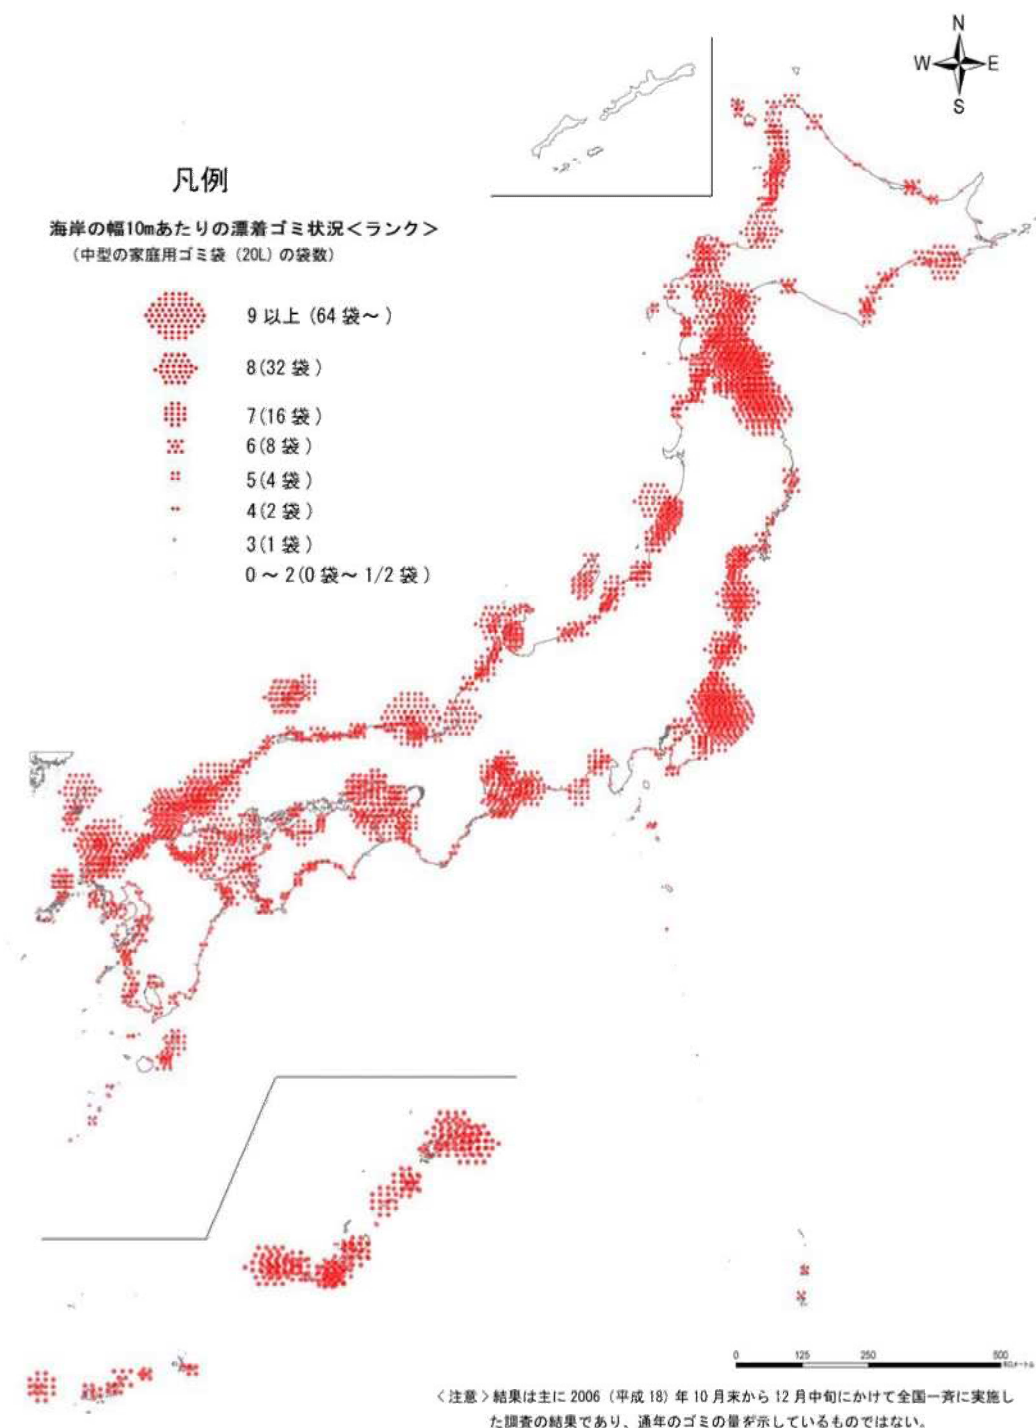 N
W E
S
凡例
海岸の幅10mあたりの漂着ゴミ状況＜ランク＞
（中型の家庭用ゴミ袋（20L）の袋数）
9 以上（64 袋～）
8（32 袋）
7（16 袋）
6（8 袋）
5（4 袋）
4（2 袋）
3（1 袋）
0～2（0 袋～1/2 袋）
0 125 250 500
＜注意＞結果は主に 2006（平成 18）年 10 月末から 12 月中旬にかけて全国一斉に実施し
た調査の結果であり、通年のゴミの量を示しているものではない。